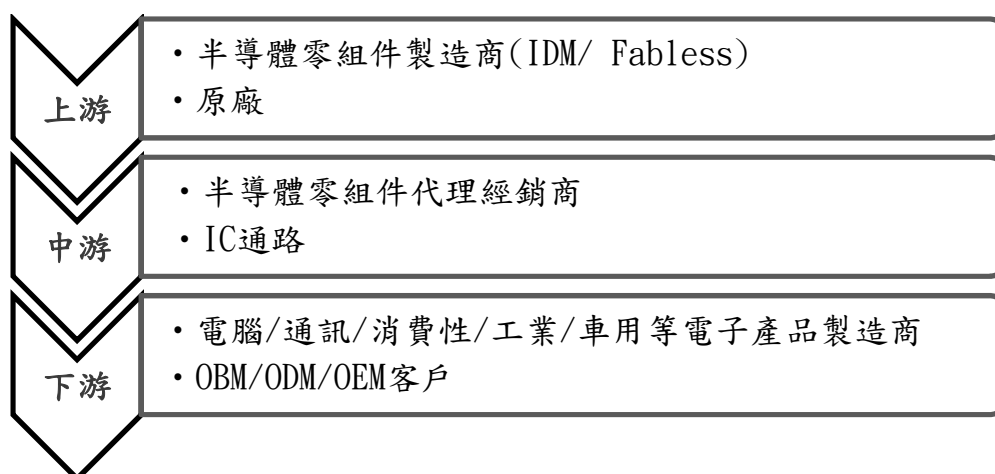 上游
・半導體零組件製造商(IDM/ Fabless)
・原廠
中游
・半導體零組件代理經銷商
・IC通路
下游
・電腦/通訊/消費性/工業/車用等電子產品製造商
・OBM/ODM/OEM客戶